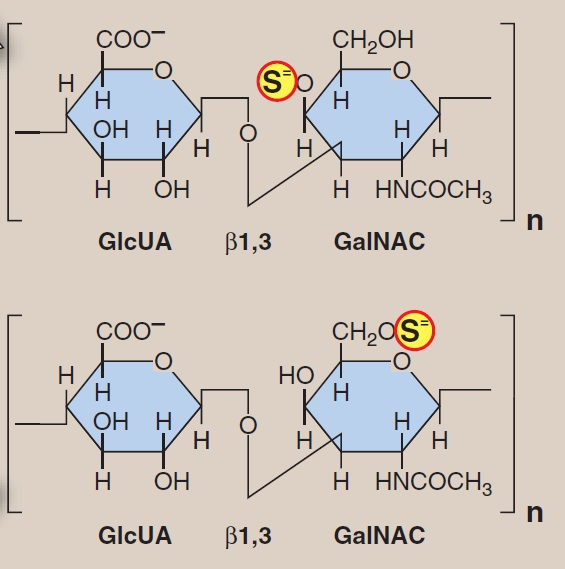 COO− CH₂OH
H O S= O O
H H
OH H O H
H H H
H OH H HNCOCH₃
n
GlcUA β1,3 GalNAC
COO− CH₂O S=
H O HO O
H H
OH H O H
H H H
H OH H HNCOCH₃
n
GlcUA β1,3 GalNAC